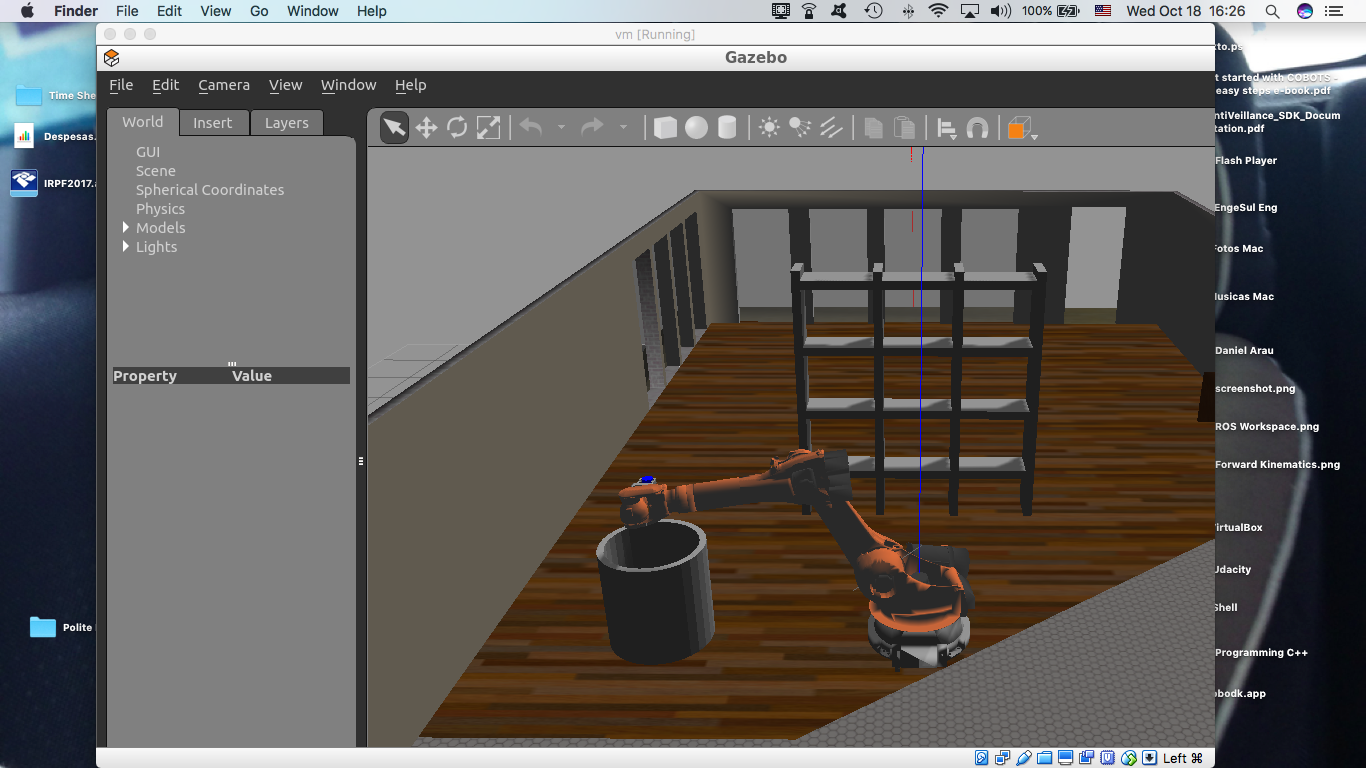 Finder File Edit View Go Window Help
100% Wed Oct 18 16:26
vm [Running]
Gazebo
File Edit Camera View Window Help
World Insert Layers
GUI
Scene
Spherical Coordinates
Physics
Models
Lights
Property Value
Left ⌘
Time She
Despesas.
IRPF2017.a
Polite
to.ps
t started with COBOTS -
easy steps e-book.pdf
ntiVeillance_SDK_Docum
tation.pdf
Flash Player
EngeSul Eng
Fotos Mac
usicas Mac
Daniel Arau
screenshot.png
ROS Workspace.png
Forward Kinematics.png
VirtualBox
Udacity
Shell
Programming C++
obodk.app